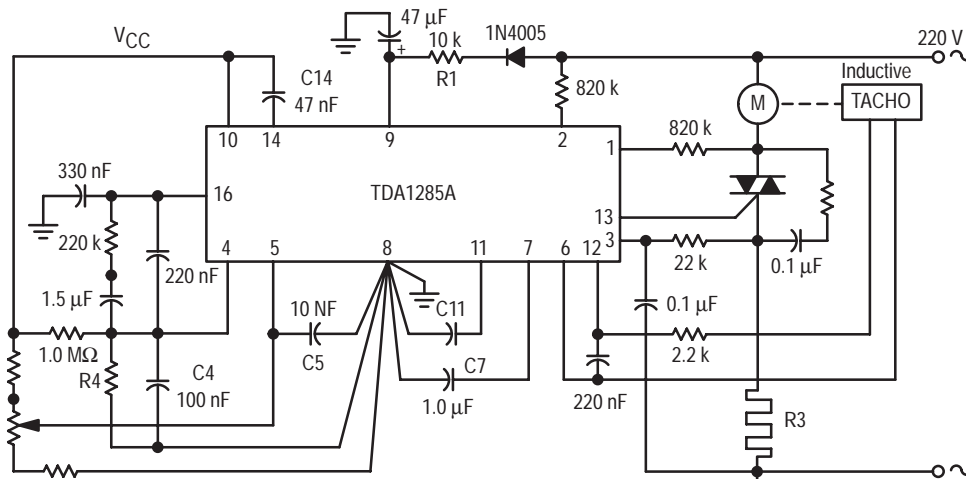 47 µF
1N4005
VCC
10 k
220 V
C14
+
R1
Inductive
47 nF
820 k
M
TACHO
10
14
9
2
1
820 k
330 nF
16
TDA1285A
13
220 k
4
5
8
11
7
6
12
3
220 nF
22 k
0.1 µF
1.5 µF
10 NF
C11
0.1 µF
1.0 MΩ
C5
C7
2.2 k
R4
C4
100 nF
1.0 µF
220 nF
R3